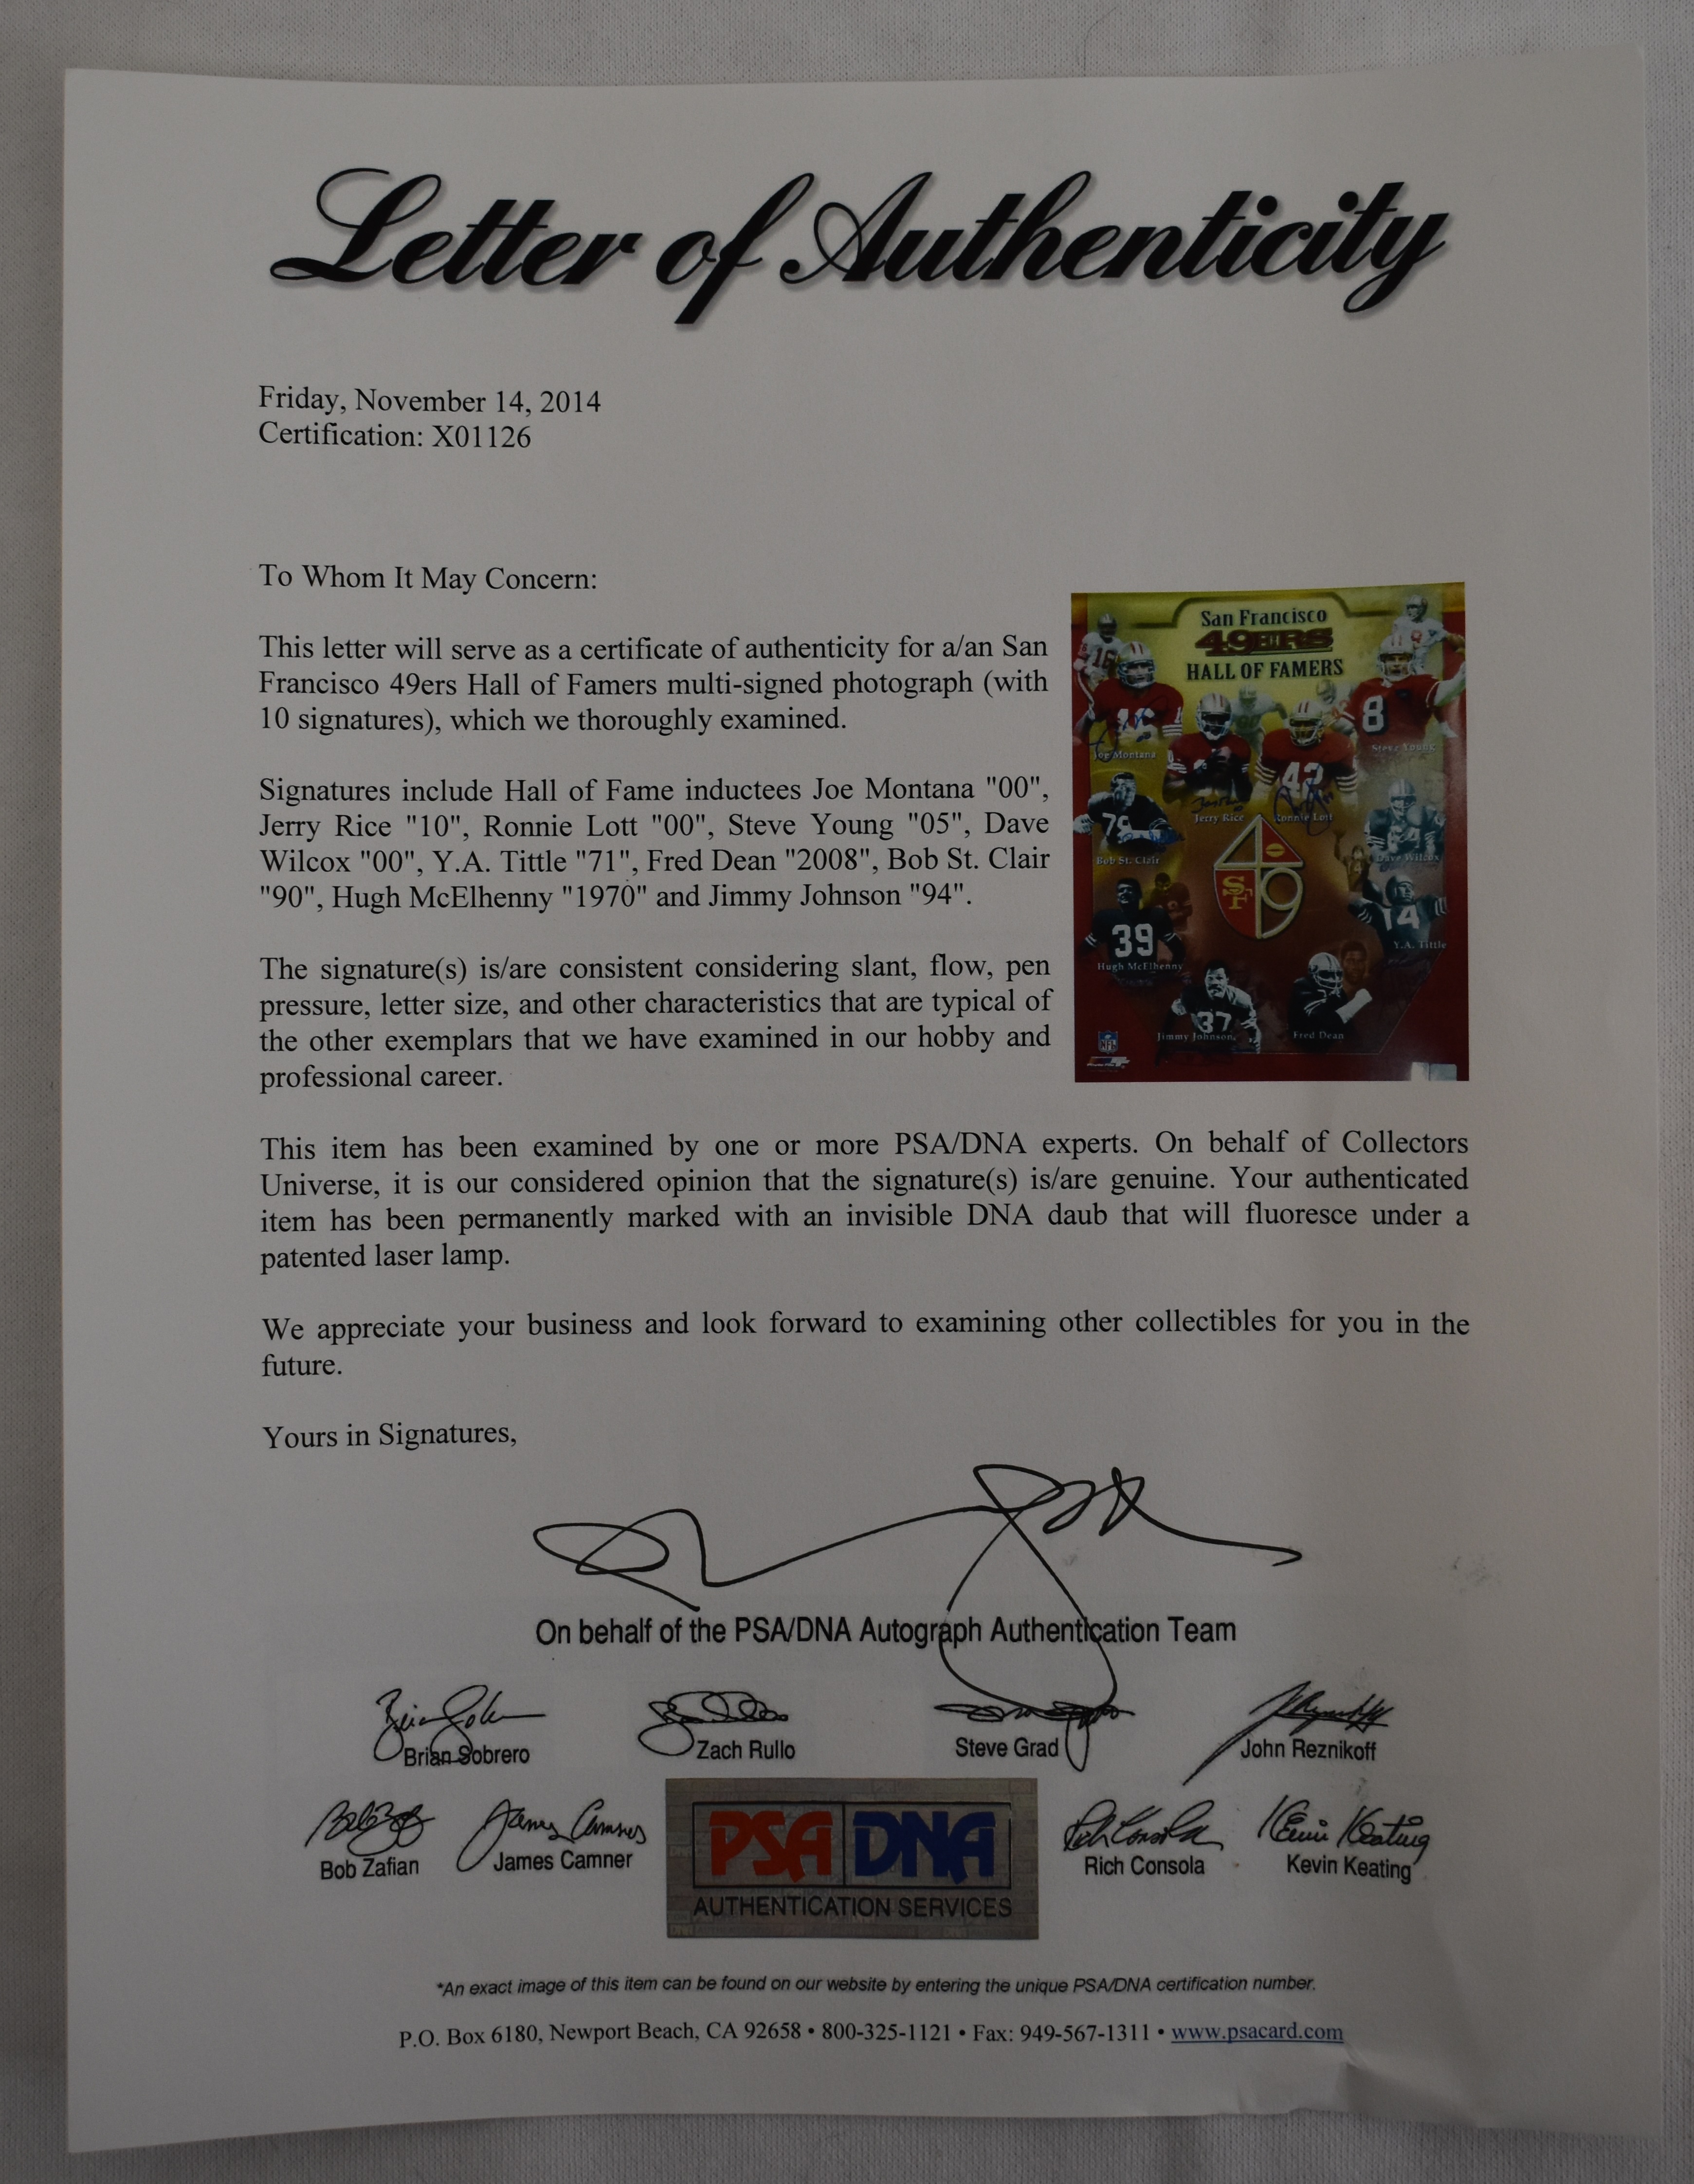 Letter of Authenticity
Friday, November 14, 2014
Certification: X01126
To Whom It May Concern:
This letter will serve as a certificate of authenticity for a/an San
Francisco 49ers Hall of Famers multi-signed photograph (with
10 signatures), which we thoroughly examined.
Signatures include Hall of Fame inductees Joe Montana "00",
Jerry Rice "10", Ronnie Lott "00", Steve Young "05", Dave
Wilcox "00", Y.A. Tittle "71", Fred Dean "2008", Bob St. Clair
"90", Hugh McElhenny "1970" and Jimmy Johnson "94".
The signature(s) is/are consistent considering slant, flow, pen
pressure, letter size, and other characteristics that are typical of
the other exemplars that we have examined in our hobby and
professional career.
San Francisco
49ERS
HALL OF FAMERS
16
8
Joe Montana
Steve Young
42
Jerry Rice
Ronnie Lott
79
Bob St. Clair
Dave Wilcox
49
SF
39
14
Hugh McElhenny
Y.A. Tittle
37
Jimmy Johnson
Fred Dean
NFL
This item has been examined by one or more PSA/DNA experts. On behalf of Collectors
Universe, it is our considered opinion that the signature(s) is/are genuine. Your authenticated
item has been permanently marked with an invisible DNA daub that will fluoresce under a
patented laser lamp.
We appreciate your business and look forward to examining other collectibles for you in the
future.
Yours in Signatures,
On behalf of the PSA/DNA Autograph Authentication Team
Brian Sobrero Zach Rullo Steve Grad John Reznikoff
Bob Zafian James Camner Rich Consola Kevin Keating
PSA DNA
AUTHENTICATION SERVICES
*An exact image of this item can be found on our website by entering the unique PSA/DNA certification number.
P.O. Box 6180, Newport Beach, CA 92658 • 800-325-1121 • Fax: 949-567-1311 • www.psacard.com